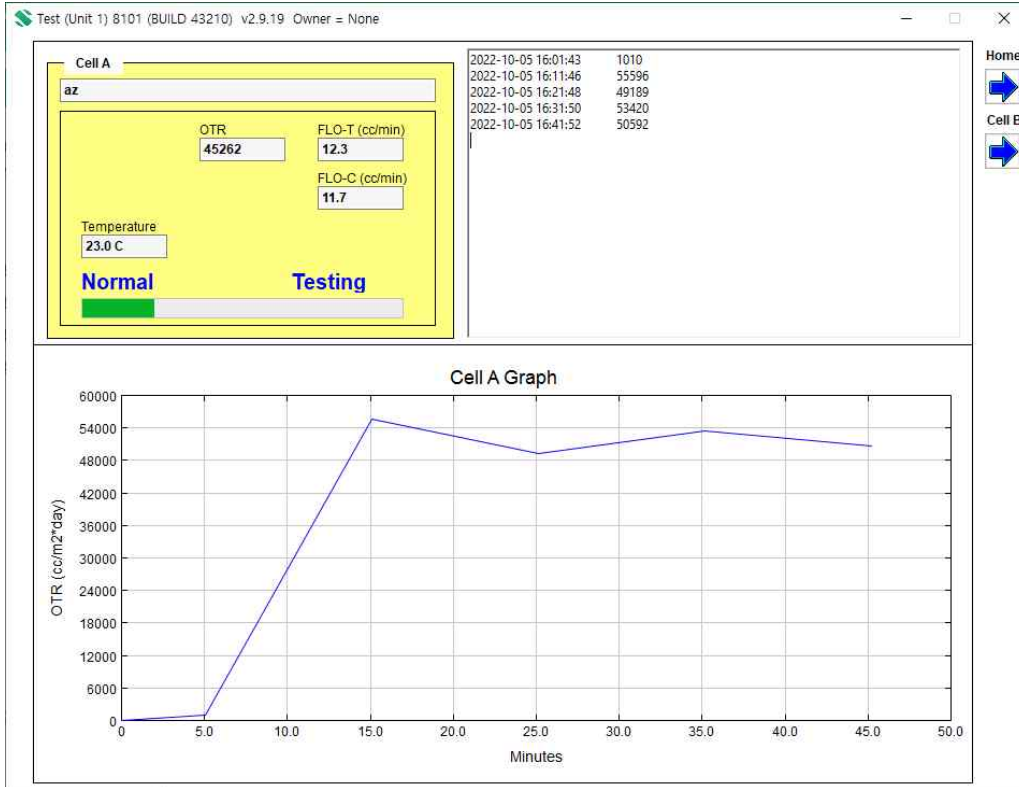 Test (Unit 1) 8101 (BUILD 43210) v2.9.19 Owner = None
Cell A
az
OTR
45262
FLO-T (cc/min)
12.3
FLO-C (cc/min)
11.7
Temperature
23.0 C
Normal
Testing
2022-10-05 16:01:43 1010
2022-10-05 16:11:46 55596
2022-10-05 16:21:48 49189
2022-10-05 16:31:50 53420
2022-10-05 16:41:52 50592
Home
Cell B
Cell A Graph
60000
54000
48000
42000
36000
30000
24000
18000
12000
6000
0
OTR (cc/m2*day)
0 5.0 10.0 15.0 20.0 25.0 30.0 35.0 40.0 45.0 50.0
Minutes